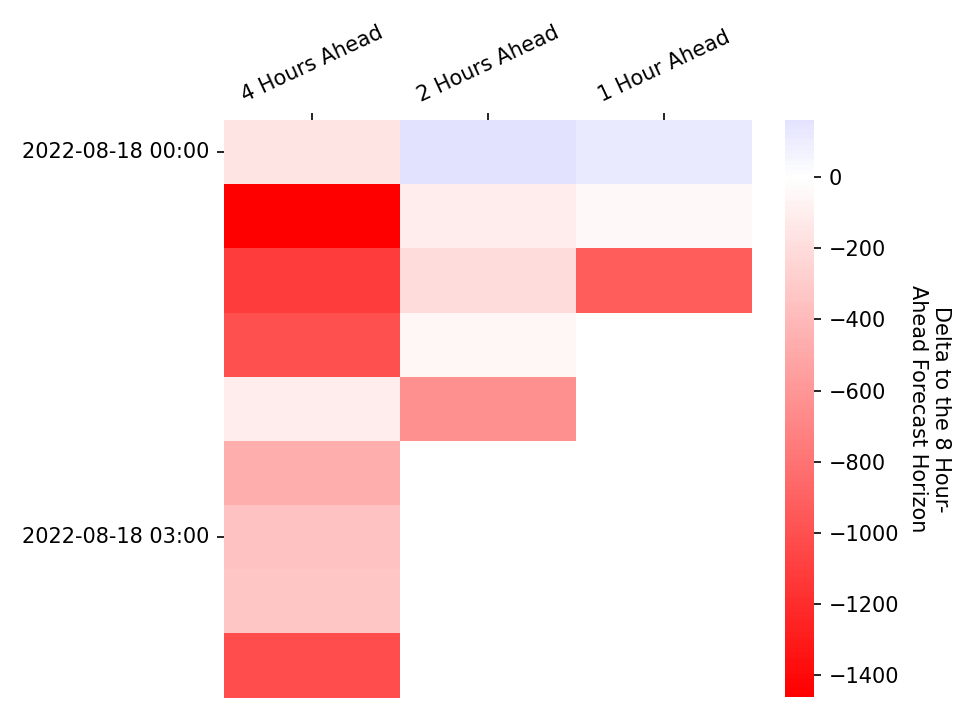 4 Hours Ahead
2 Hours Ahead
1 Hour Ahead
2022-08-18 00:00
2022-08-18 03:00
0
−200
−400
−600
−800
−1000
−1200
−1400
Delta to the 8 Hour-
Ahead Forecast Horizon